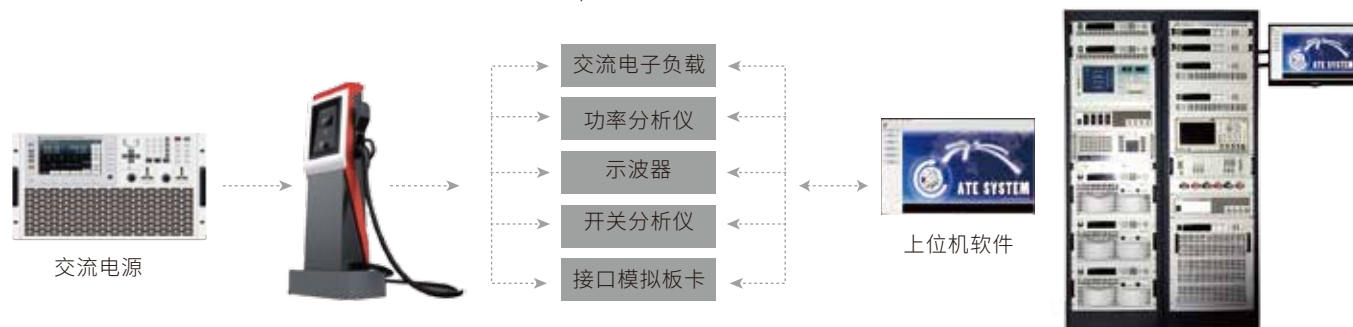 交流电源
交流电子负载
功率分析仪
示波器
开关分析仪
接口模拟板卡
ATE SYSTEM
上位机软件
ATE SYSTEM